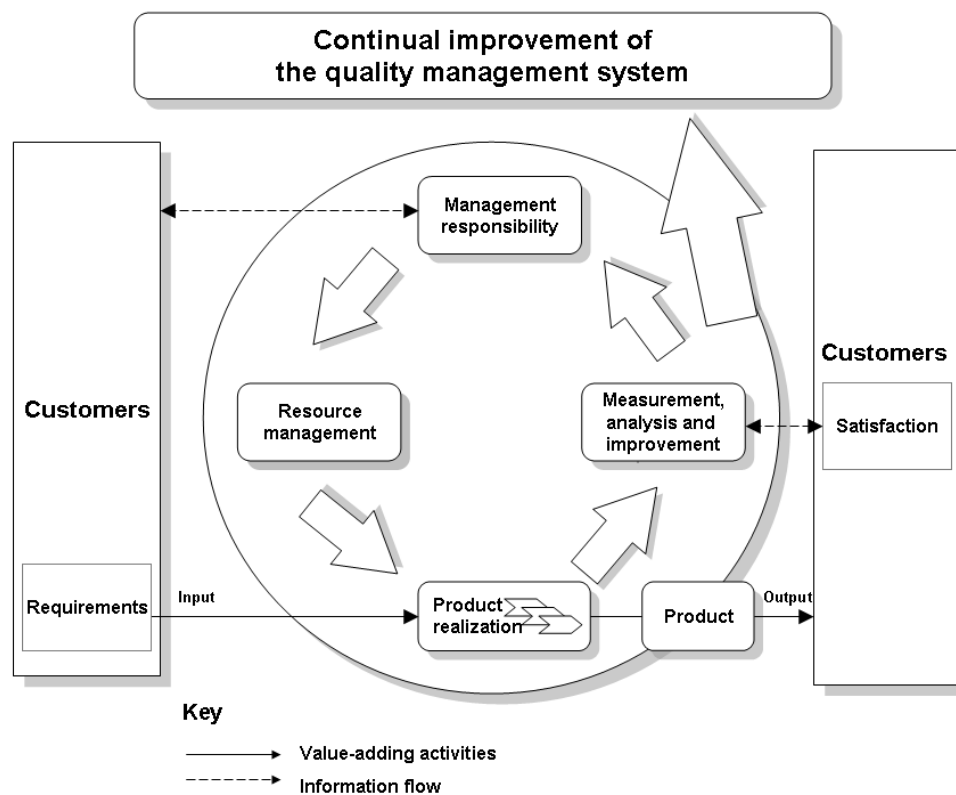 Continual improvement of
the quality management system
Management
responsibility
Customers
Customers
Resource
management
Measurement,
analysis and
improvement
Satisfaction
Requirements
Input
Product
realization
Product
Output
Key
Value-adding activities
Information flow